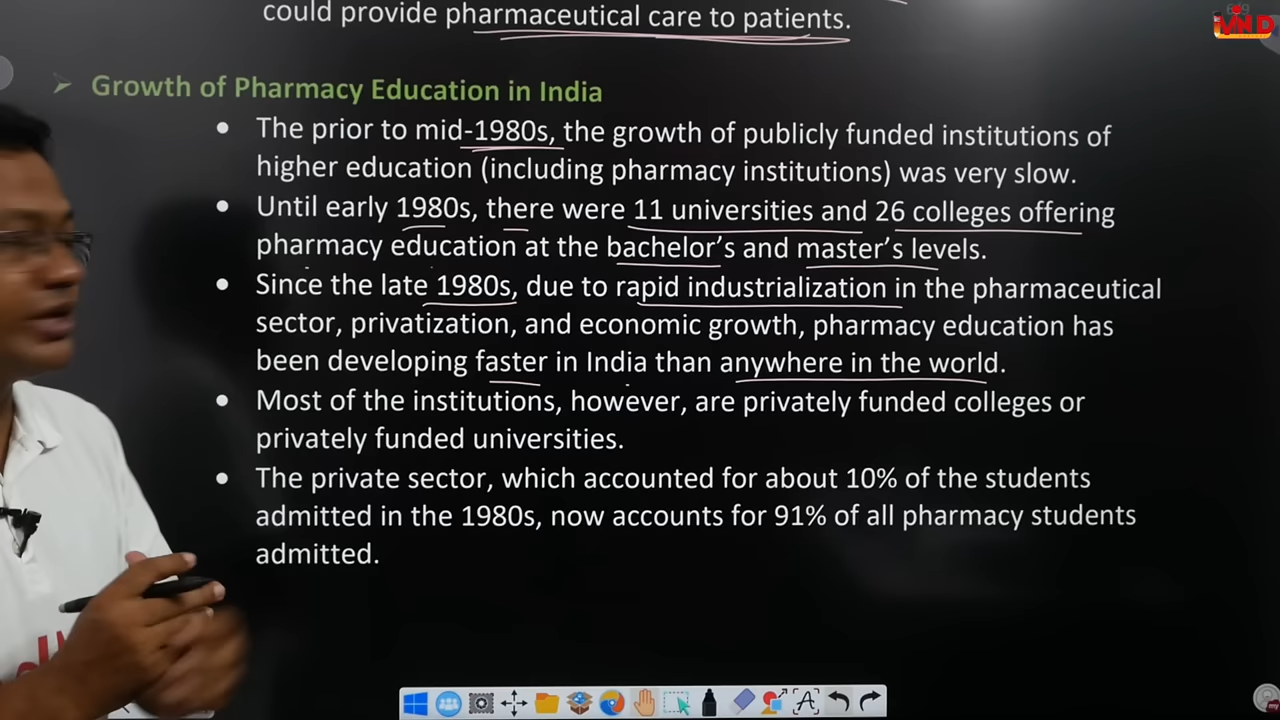 could provide pharmaceutical care to patients.
Growth of Pharmacy Education in India
The prior to mid-1980s, the growth of publicly funded institutions of
higher education (including pharmacy institutions) was very slow.
Until early 1980s, there were 11 universities and 26 colleges offering
pharmacy education at the bachelor's and master's levels.
Since the late 1980s, due to rapid industrialization in the pharmaceutical
sector, privatization, and economic growth, pharmacy education has
been developing faster in India than anywhere in the world.
Most of the institutions, however, are privately funded colleges or
privately funded universities.
The private sector, which accounted for about 10% of the students
admitted in the 1980s, now accounts for 91% of all pharmacy students
admitted.